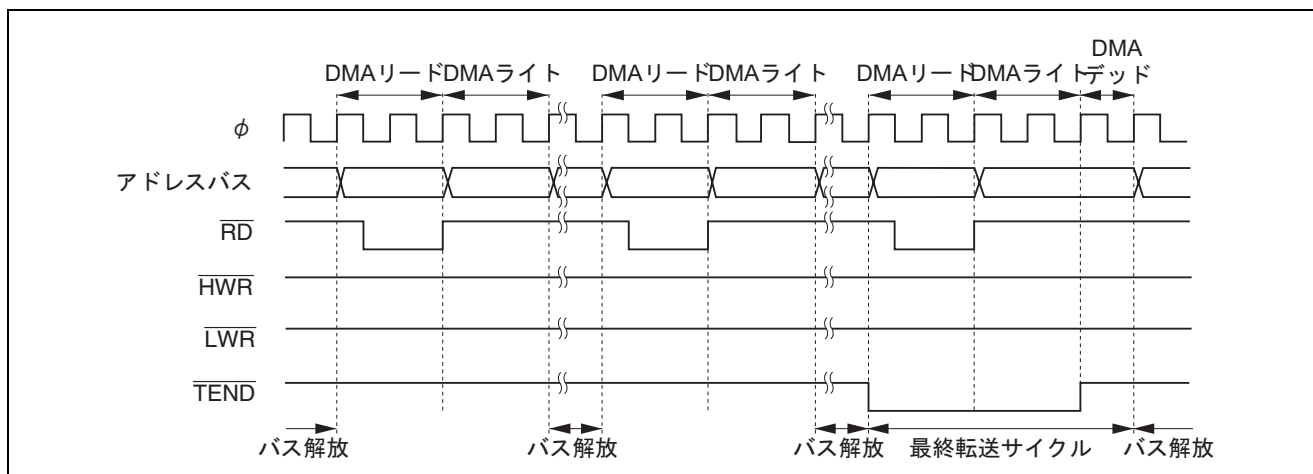 DMA
DMAリード DMAライト DMAリード DMAライト DMAリード DMAライト デッド
φ
アドレスバス
RD
HWR
LWR
TEND
バス解放 バス解放 バス解放 最終転送サイクル バス解放